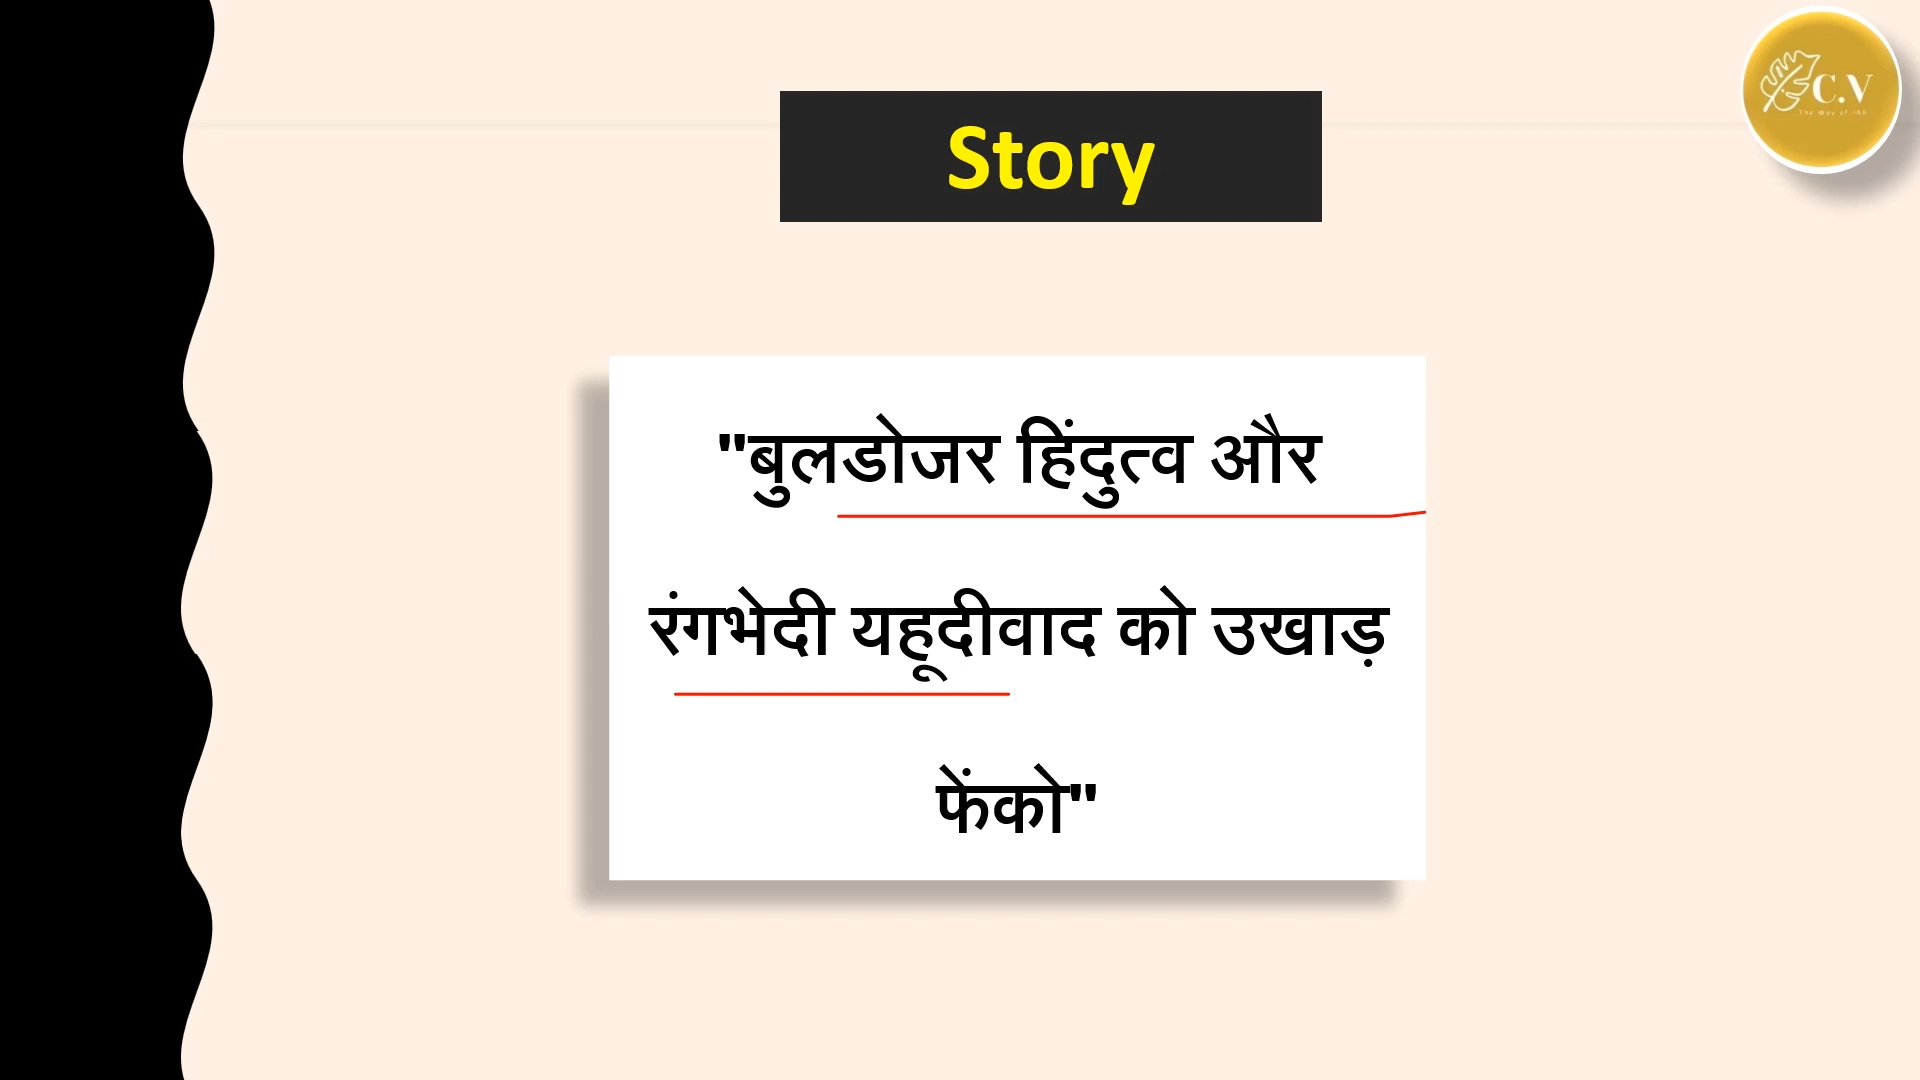 C.V
Story
"बुलडोजर हिंदुत्व और
रंगभेदी यहूदीवाद को उखाड़
फेंको"